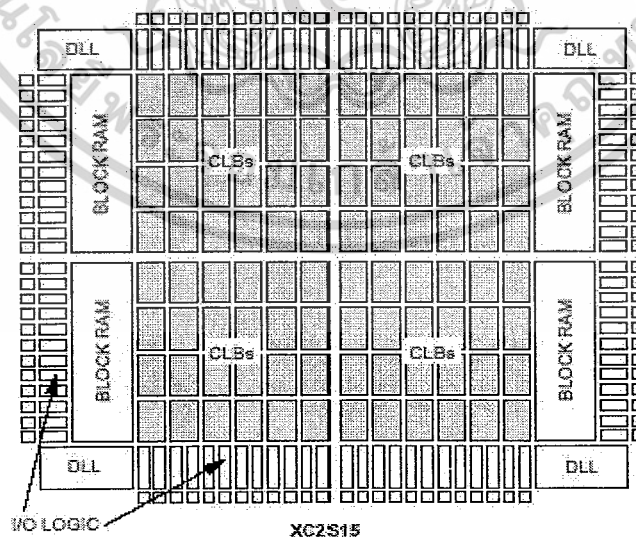 DLL DLL
BLOCK RAM CLBs CLBs BLOCK RAM
BLOCK RAM CLBs CLBs BLOCK RAM
DLL DLL
I/O LOGIC
XC2S15